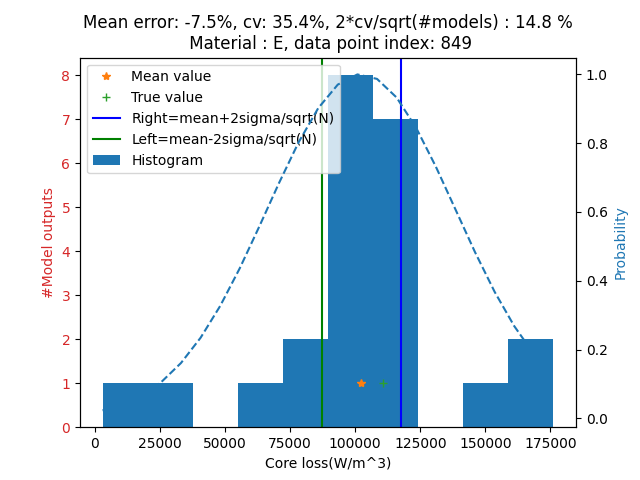 Mean error: -7.5%, cv: 35.4%, 2*cv/sqrt(#models) : 14.8 %
Material : E, data point index: 849
Mean value
True value
Right=mean+2sigma/sqrt(N)
Left=mean-2sigma/sqrt(N)
Histogram
8
7
6
5
4
3
2
1
0
#Model outputs
1.0
0.8
0.6
0.4
0.2
0.0
Probability
0 25000 50000 75000 100000 125000 150000 175000
Core loss(W/m^3)